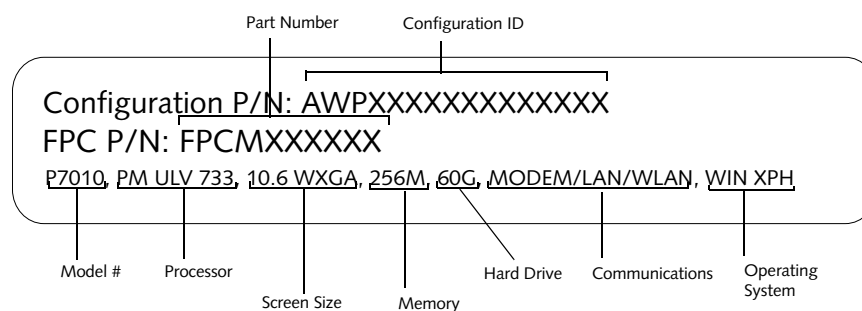 Part Number Configuration ID
Configuration P/N: AWPXXXXXXXXXXXXX
FPC P/N: FPCMXXXXXX
P7010, PM ULV 733, 10.6 WXGA, 256M, 60G, MODEM/LAN/WLAN, WIN XPH
Model # Processor Hard Drive Communications Operating
System
Screen Size Memory